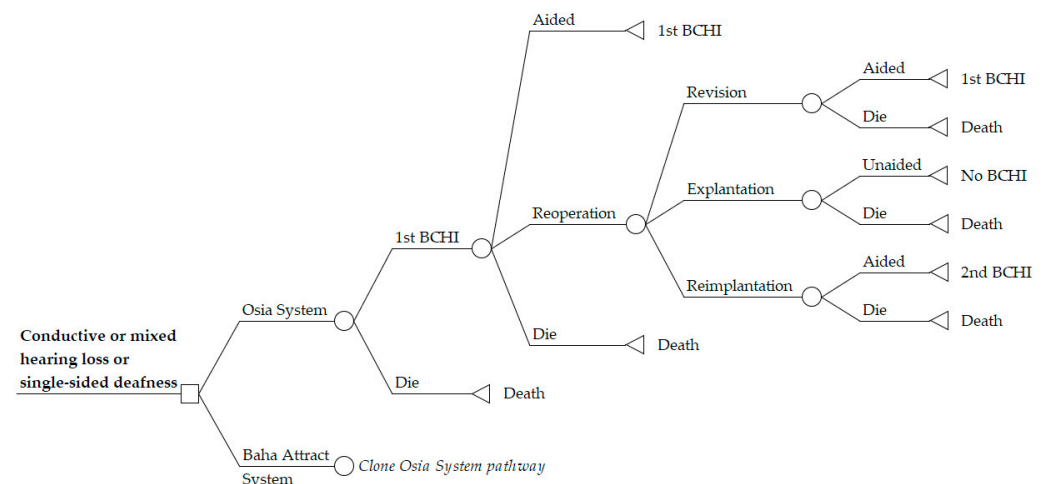 Aided
1st BCHI
Aided
1st BCHI
Revision
Die
Death
Unaided
No BCHI
Explantation
Reoperation
Die
Death
1st BCHI
Aided
2nd BCHI
Reimplantation
Osia System
Die
Death
Conductive or mixed
hearing loss or
single-sided deafness
Die
Death
Die
Death
Baha Attract
System
Clone Osia System pathway